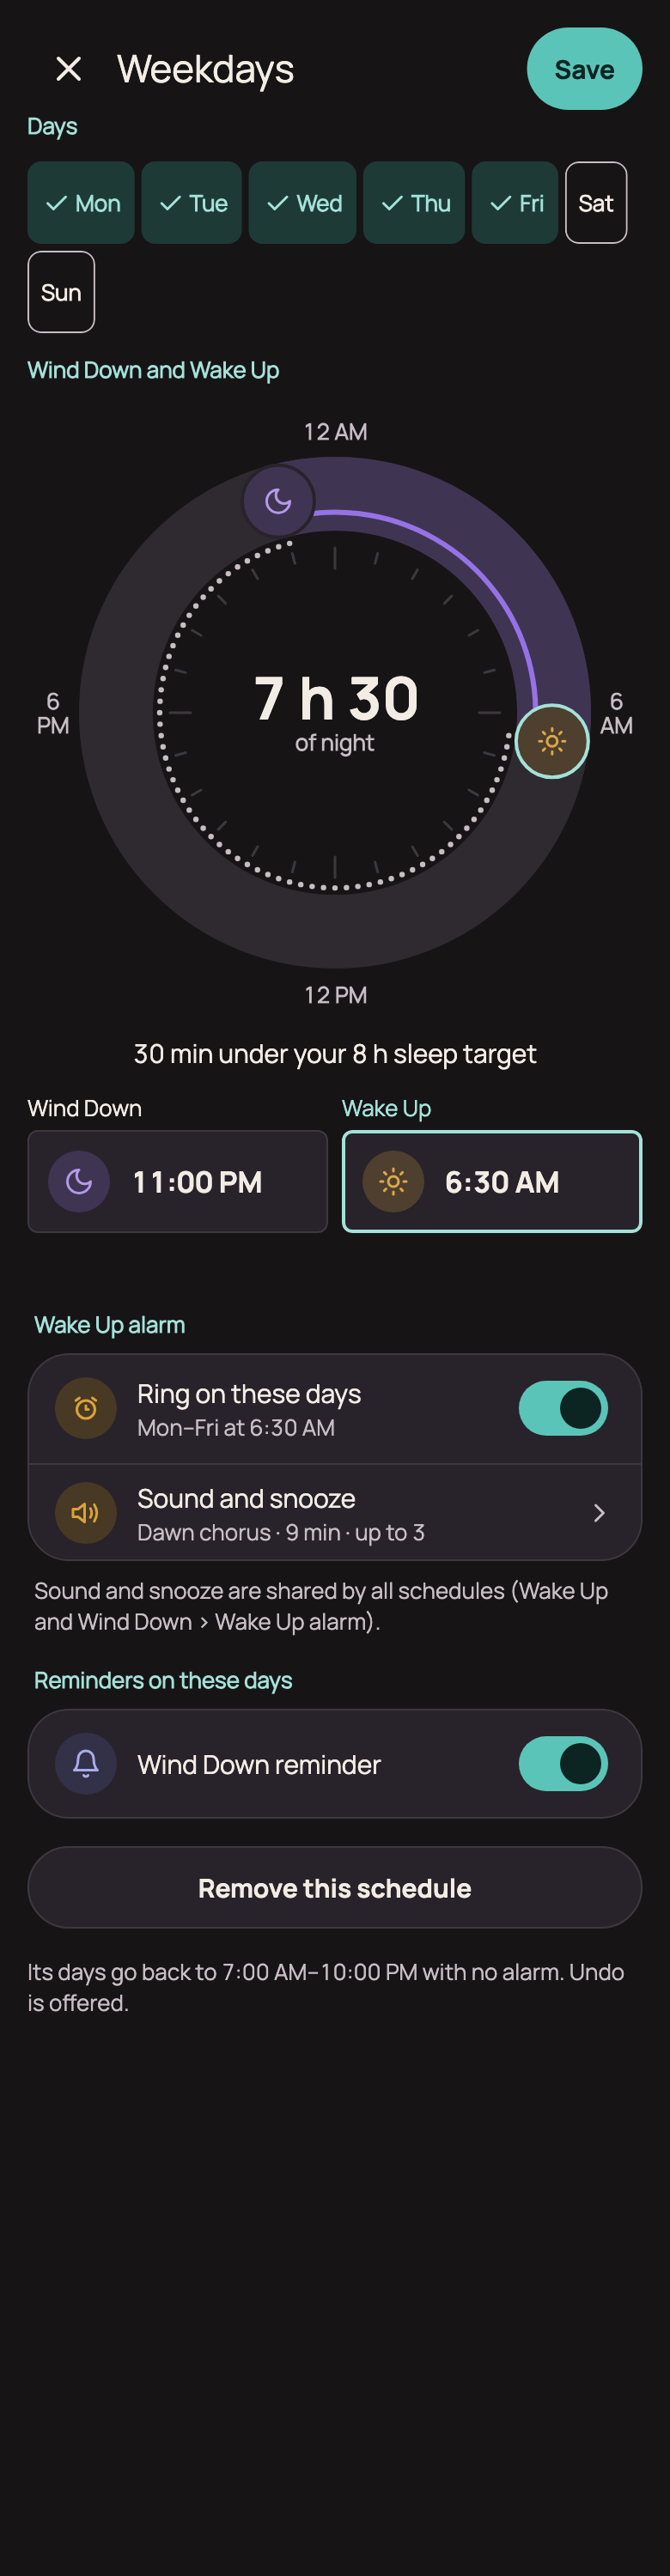 Weekdays
Save
Days
Mon
Tue
Wed
Thu
Fri
Sat
Sun
Wind Down and Wake Up
12 AM
6
PM
7 h 30
of night
6
AM
12 PM
30 min under your 8 h sleep target
Wind Down
Wake Up
11:00 PM
6:30 AM
Wake Up alarm
Ring on these days
Mon–Fri at 6:30 AM
Sound and snooze
Dawn chorus · 9 min · up to 3
Sound and snooze are shared by all schedules (Wake Up
and Wind Down > Wake Up alarm).
Reminders on these days
Wind Down reminder
Remove this schedule
Its days go back to 7:00 AM–10:00 PM with no alarm. Undo
is offered.